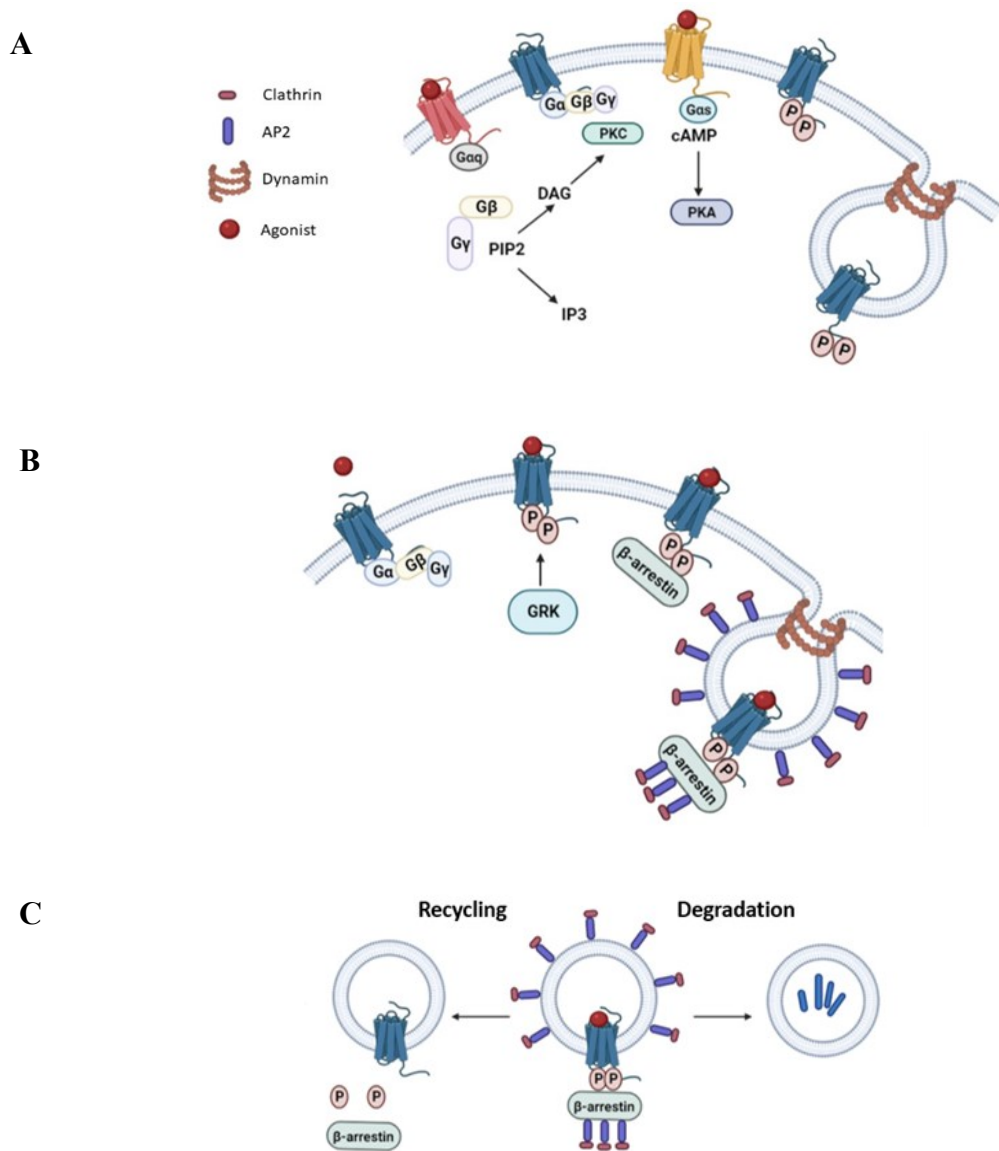 A
Clathrin
AP2
Dynamin
Agonist
Gαq
Gα Gβ Gγ
PKC
Gαs
cAMP
PKA
P P
DAG
Gβ
Gγ
PIP2
IP3
P P
B
Gα Gβ Gγ
P P
GRK
P P
β-arrestin
P P
β-arrestin
C
Recycling
Degradation
P P
β-arrestin
P P
β-arrestin